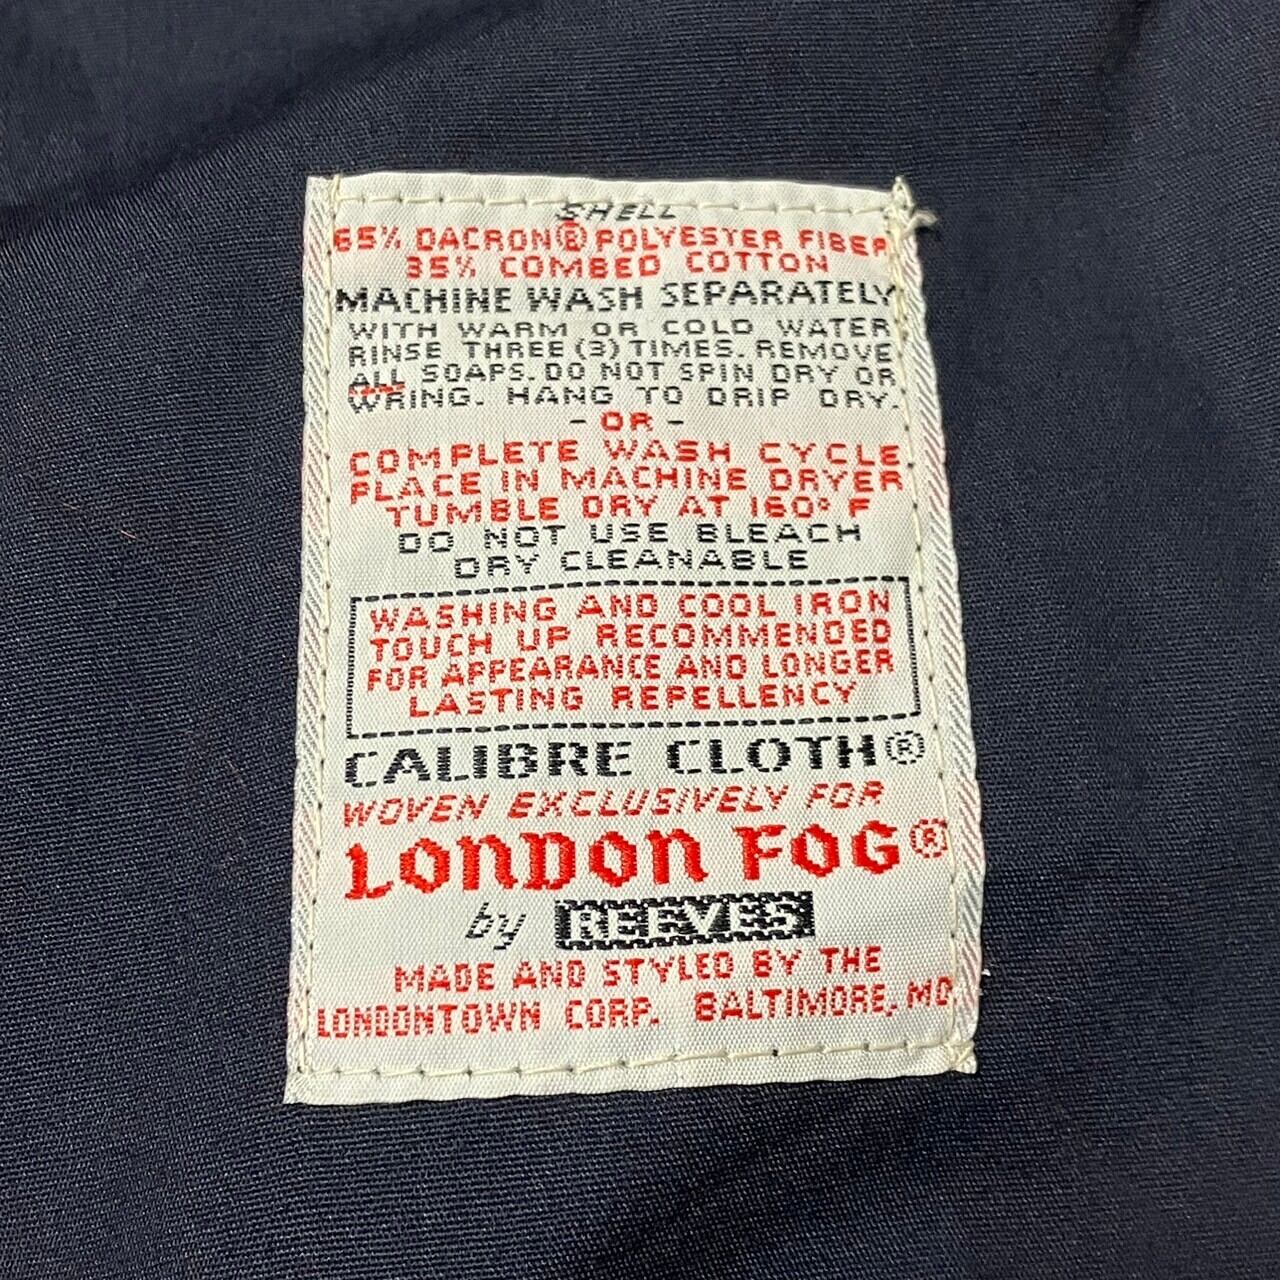 SHELL
65% DACRON® POLYESTER FIBER
35% COMBED COTTON
MACHINE WASH SEPARATELY
WITH WARM OR COLD WATER
RINSE THREE (3) TIMES. REMOVE
ALL SOAPS. DO NOT SPIN DRY OR
WRING. HANG TO DRIP DRY.
- OR -
COMPLETE WASH CYCLE
PLACE IN MACHINE DRYER
TUMBLE DRY AT 160° F
DO NOT USE BLEACH
DRY CLEANABLE
WASHING AND COOL IRON
TOUCH UP RECOMMENDED
FOR APPEARANCE AND LONGER
LASTING REPELLENCY
CALIBRE CLOTH®
WOVEN EXCLUSIVELY FOR
LONDON FOG®
by REEVES
MADE AND STYLED BY THE
LONDONTOWN CORP. BALTIMORE, MD